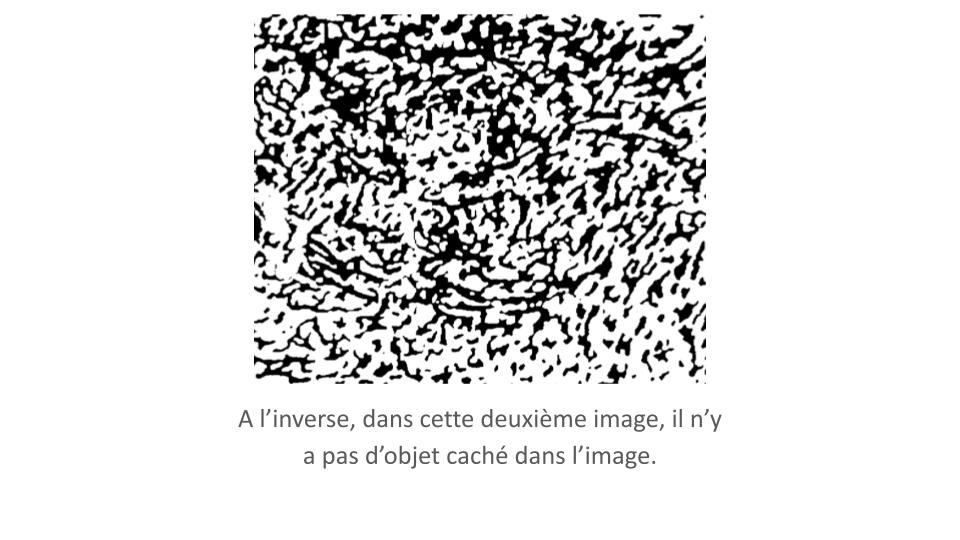 A l’inverse, dans cette deuxième image, il n’y
a pas d’objet caché dans l’image.